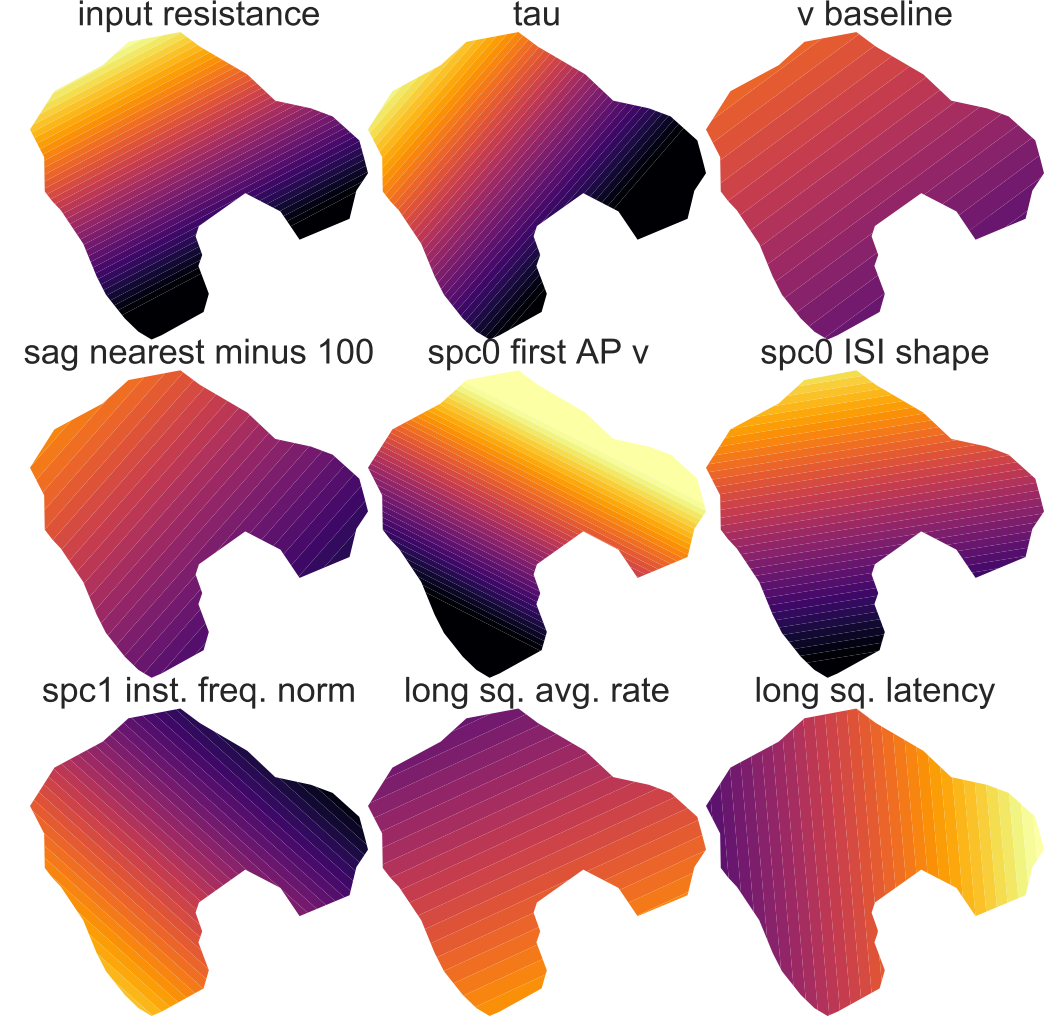 input resistance
tau
v baseline
sag nearest minus 100
spc0 first AP v
spc0 ISI shape
spc1 inst. freq. norm
long sq. avg. rate
long sq. latency